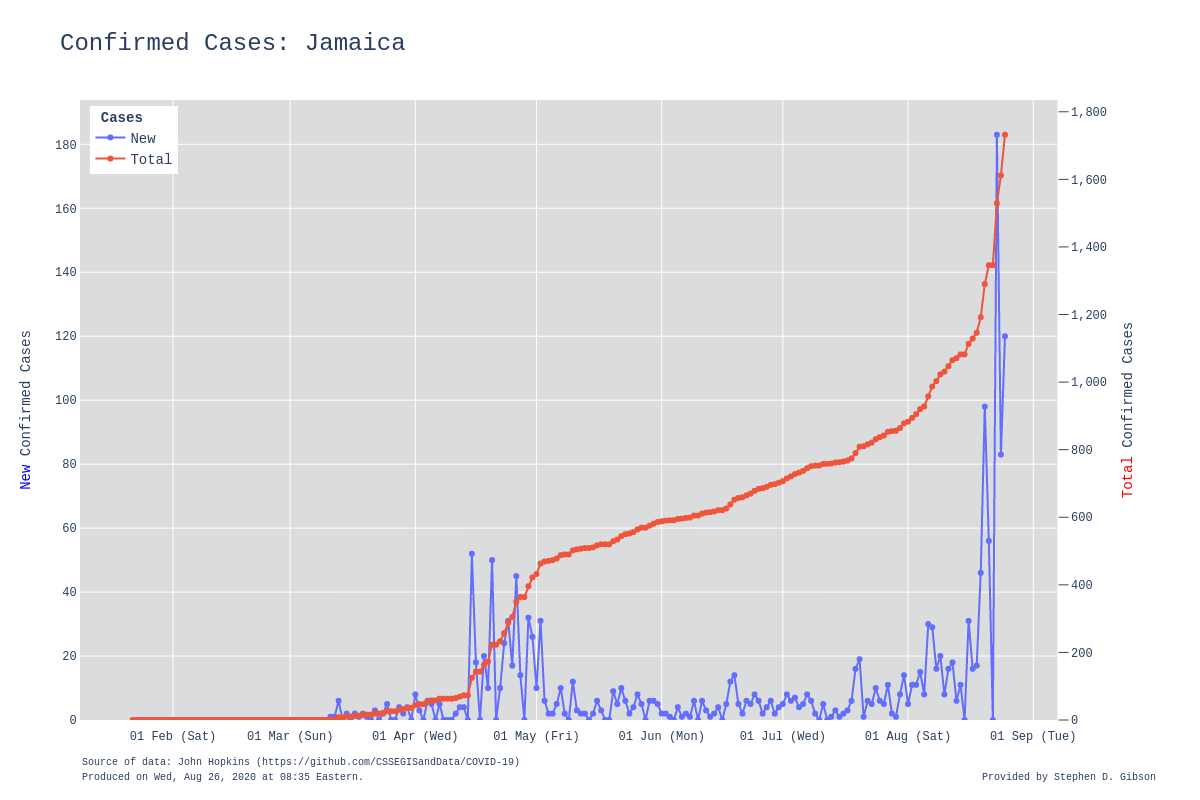 Confirmed Cases: Jamaica
Cases
New
Total
180
160
140
120
100
80
60
40
20
0
1,800
1,600
1,400
1,200
1,000
800
600
400
200
0
New Confirmed Cases
Total Confirmed Cases
01 Feb (Sat)
01 Mar (Sun)
01 Apr (Wed)
01 May (Fri)
01 Jun (Mon)
01 Jul (Wed)
01 Aug (Sat)
01 Sep (Tue)
Source of data: John Hopkins (https://github.com/CSSEGISandData/COVID-19)
Produced on Wed, Aug 26, 2020 at 08:35 Eastern.
Provided by Stephen D. Gibson